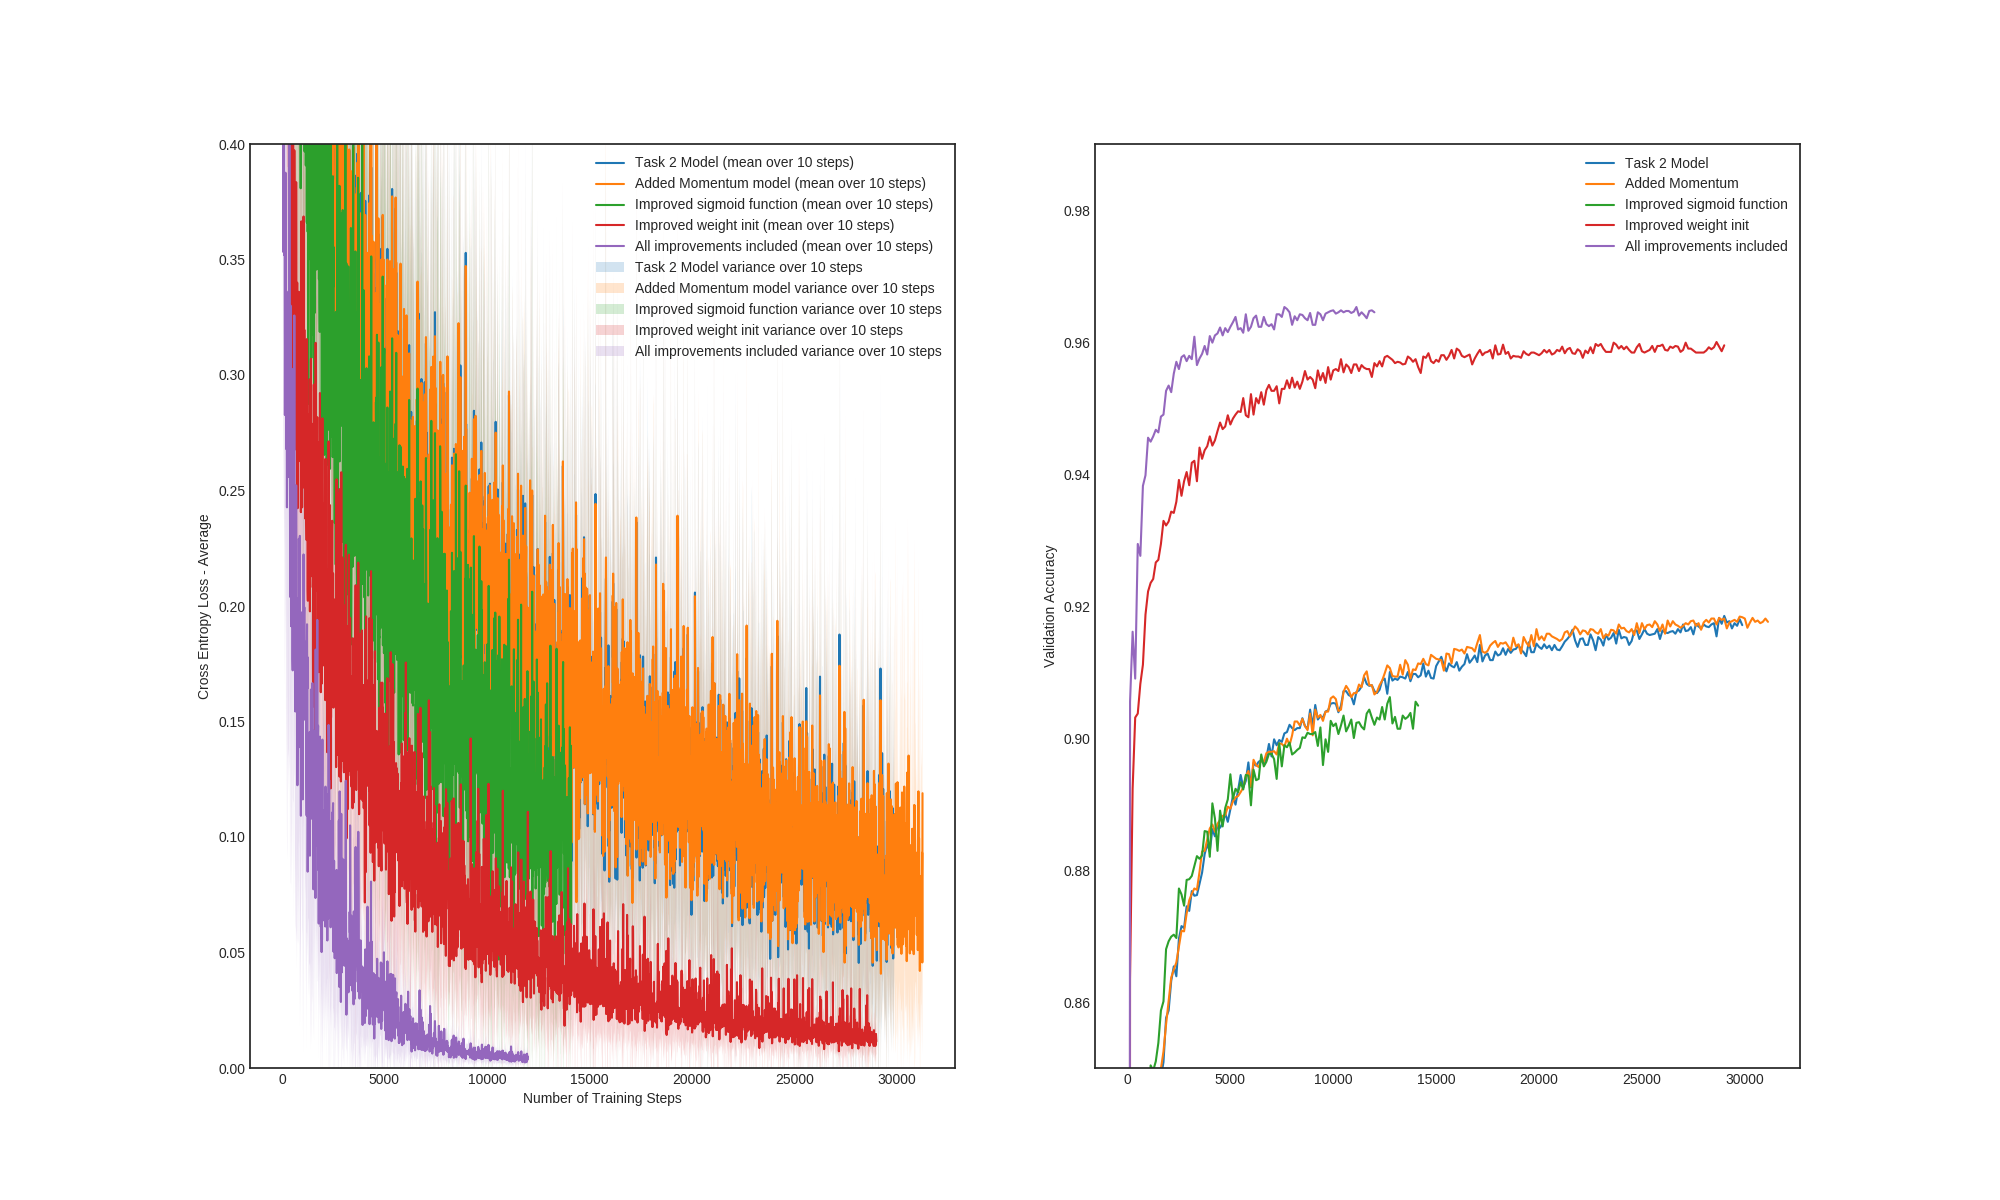 0.40
0.35
0.30
0.25
0.20
0.15
0.10
0.05
0.00
Cross Entropy Loss - Average
0
5000
10000
15000
20000
25000
30000
Number of Training Steps
Task 2 Model (mean over 10 steps)
Added Momentum model (mean over 10 steps)
Improved sigmoid function (mean over 10 steps)
Improved weight init (mean over 10 steps)
All improvements included (mean over 10 steps)
Task 2 Model variance over 10 steps
Added Momentum model variance over 10 steps
Improved sigmoid function variance over 10 steps
Improved weight init variance over 10 steps
All improvements included variance over 10 steps
0.98
0.96
0.94
0.92
0.90
0.88
0.86
Validation Accuracy
0
5000
10000
15000
20000
25000
30000
Task 2 Model
Added Momentum
Improved sigmoid function
Improved weight init
All improvements included